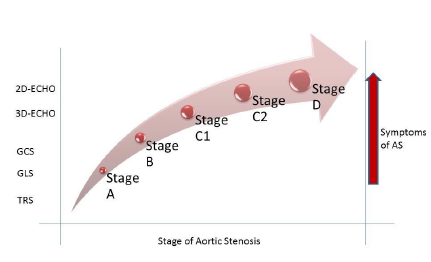 2D-ECHO
3D-ECHO
GCS
GLS
TRS
Stage
A
Stage
B
Stage
C1
Stage
C2
Stage
D
Symptoms
of AS
Stage of Aortic Stenosis